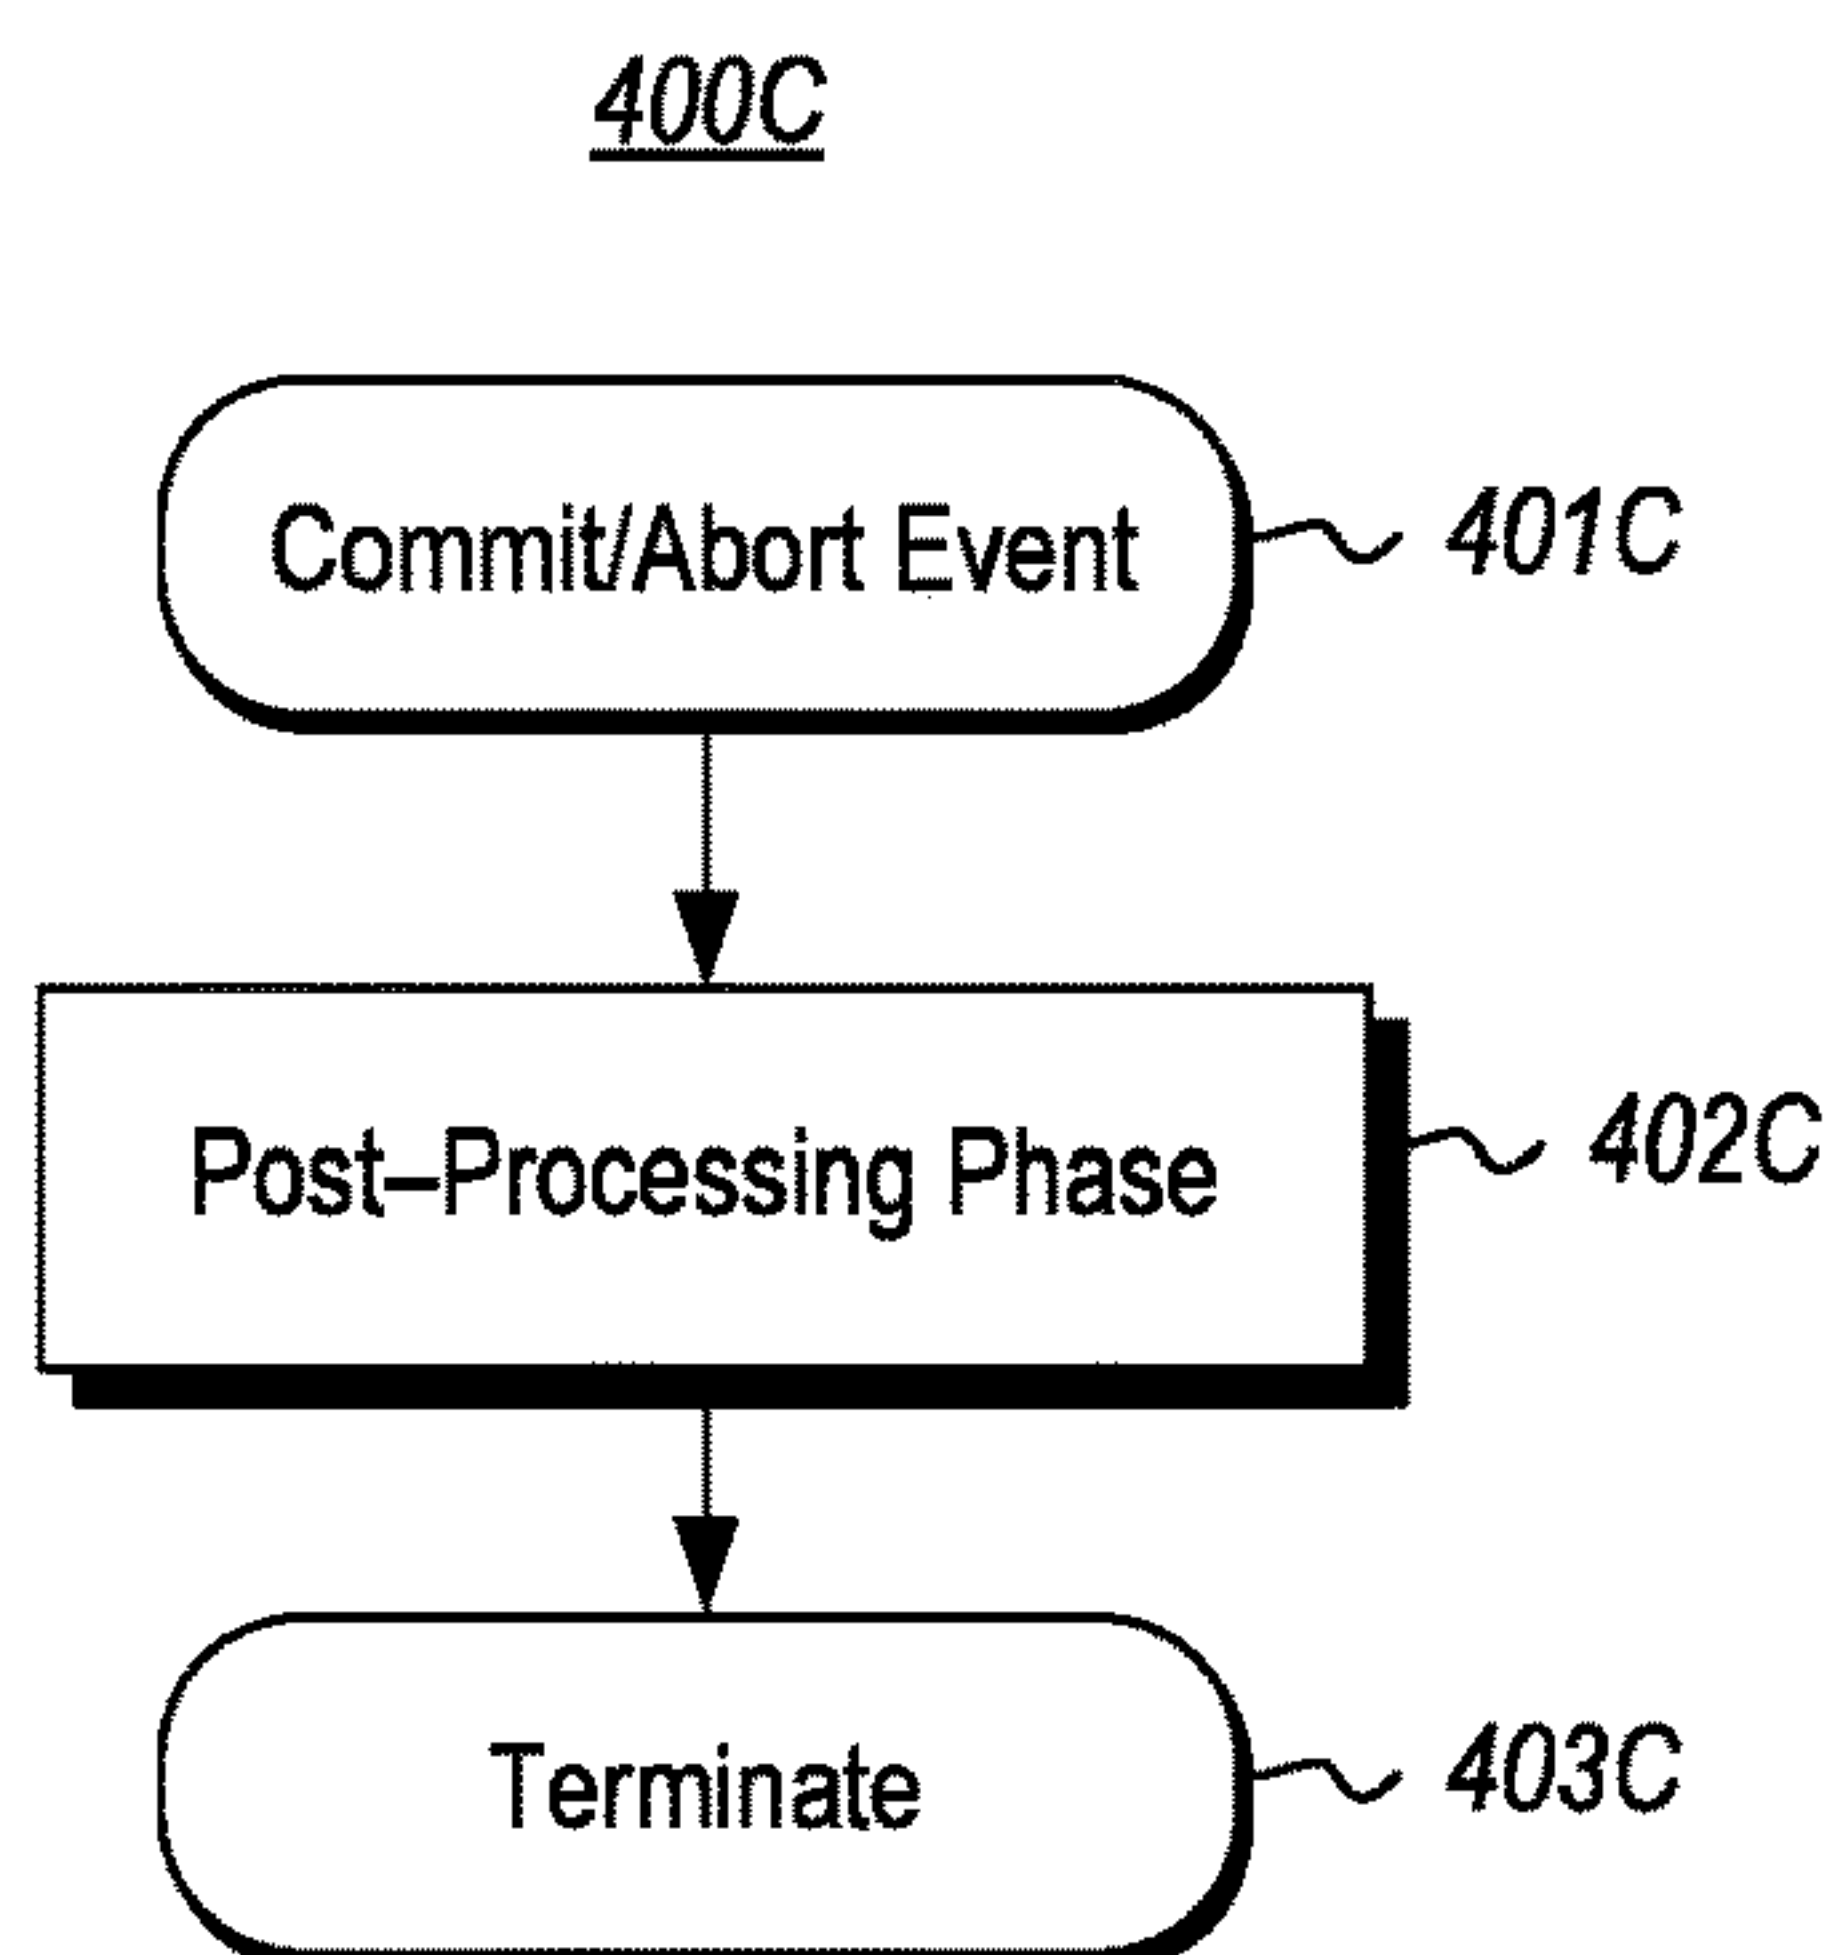 400C
Commit/Abort Event
401C
Post–Processing Phase
402C
Terminate
403C